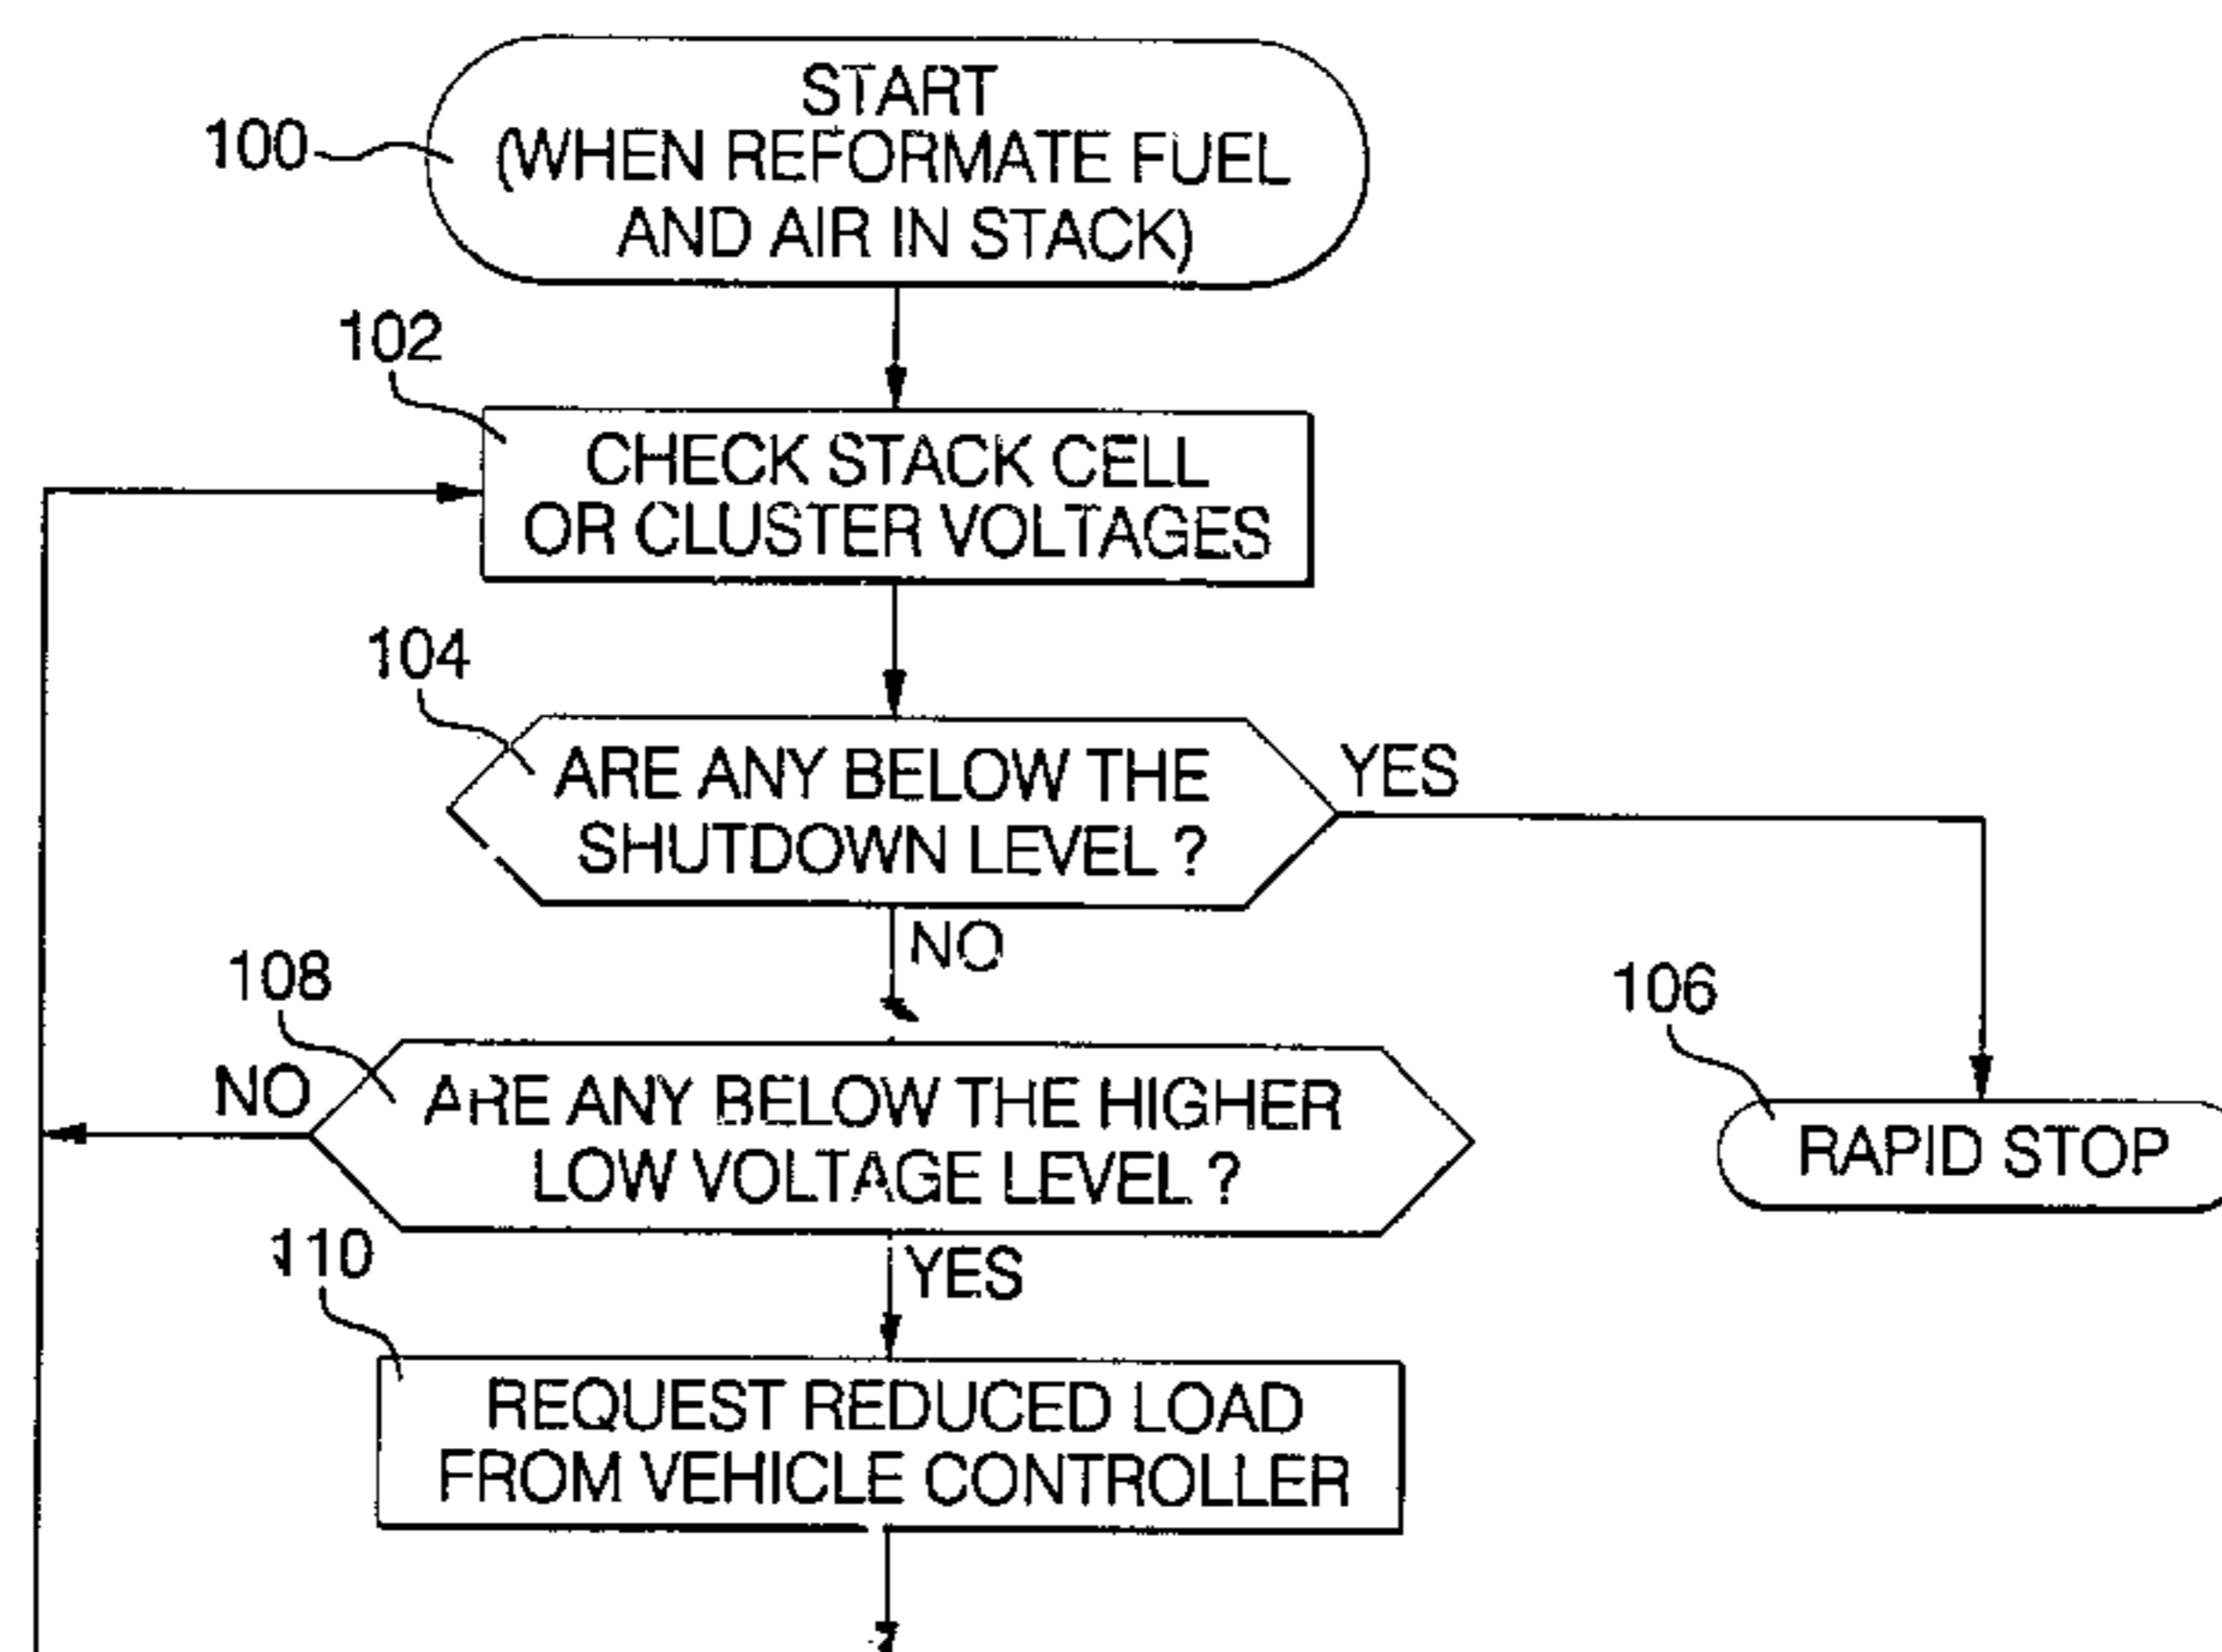 START
100
(WHEN REFORMATE FUEL
AND AIR IN STACK)
102
CHECK STACK CELL
OR CLUSTER VOLTAGES
104
ARE ANY BELOW THE
SHUTDOWN LEVEL ?
YES
NO
106
RAPID STOP
108
NO
ARE ANY BELOW THE HIGHER
LOW VOLTAGE LEVEL ?
YES
110
REQUEST REDUCED LOAD
FROM VEHICLE CONTROLLER